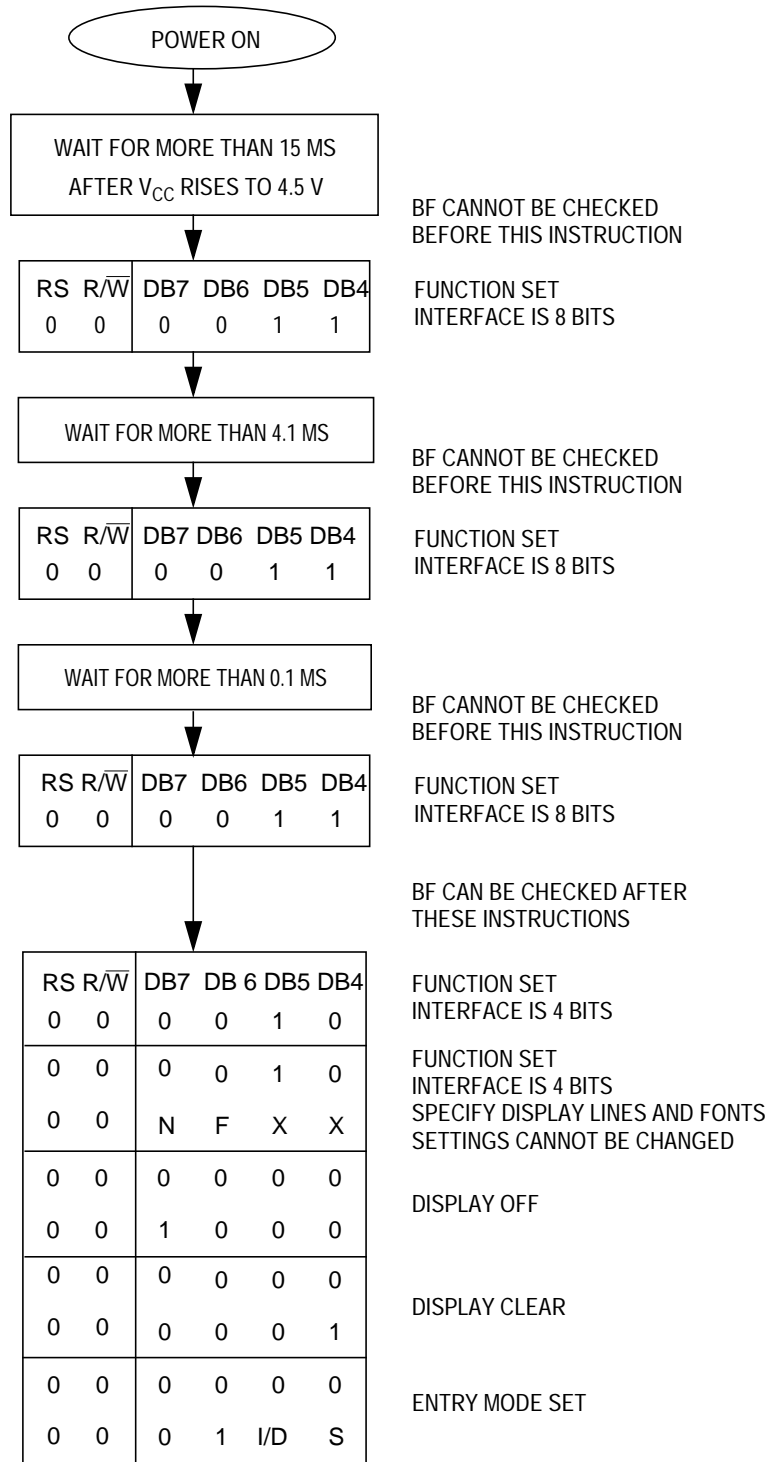 POWER ON
WAIT FOR MORE THAN 15 MS
AFTER VCC RISES TO 4.5 V
BF CANNOT BE CHECKED
BEFORE THIS INSTRUCTION
RS R/W̅ DB7 DB6 DB5 DB4
0 0 0 0 1 1
FUNCTION SET
INTERFACE IS 8 BITS
WAIT FOR MORE THAN 4.1 MS
BF CANNOT BE CHECKED
BEFORE THIS INSTRUCTION
RS R/W̅ DB7 DB6 DB5 DB4
0 0 0 0 1 1
FUNCTION SET
INTERFACE IS 8 BITS
WAIT FOR MORE THAN 0.1 MS
BF CANNOT BE CHECKED
BEFORE THIS INSTRUCTION
RS R/W̅ DB7 DB6 DB5 DB4
0 0 0 0 1 1
FUNCTION SET
INTERFACE IS 8 BITS
BF CAN BE CHECKED AFTER
THESE INSTRUCTIONS
RS R/W̅ DB7 DB 6 DB5 DB4
0 0 0 0 1 0
FUNCTION SET
INTERFACE IS 4 BITS
0 0 0 0 1 0
0 0 N F X X
FUNCTION SET
INTERFACE IS 4 BITS
SPECIFY DISPLAY LINES AND FONTS
SETTINGS CANNOT BE CHANGED
0 0 0 0 0 0
0 0 1 0 0 0
DISPLAY OFF
0 0 0 0 0 0
0 0 0 0 0 1
DISPLAY CLEAR
0 0 0 0 0 0
0 0 0 1 I/D S
ENTRY MODE SET